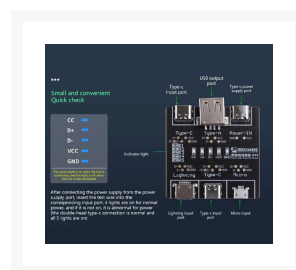 Small and convenient
Quick check
CC
D+
D-
VCC
GND
Type-c
input port
USB output
port
Type-c power
supply port
Type-C
Type-A
Power-IN
Indicator light
Lightning
Type-C
Micro
After connecting the power supply from the power
supply port, insert the test wire into the
corresponding input port. 4 lights are on for normal
power, and if it is not on, it is abnormal for power
(the double-head type-c connection is normal and
all 5 lights are on)
Lightning input
port
Type-c input
port
Micro input